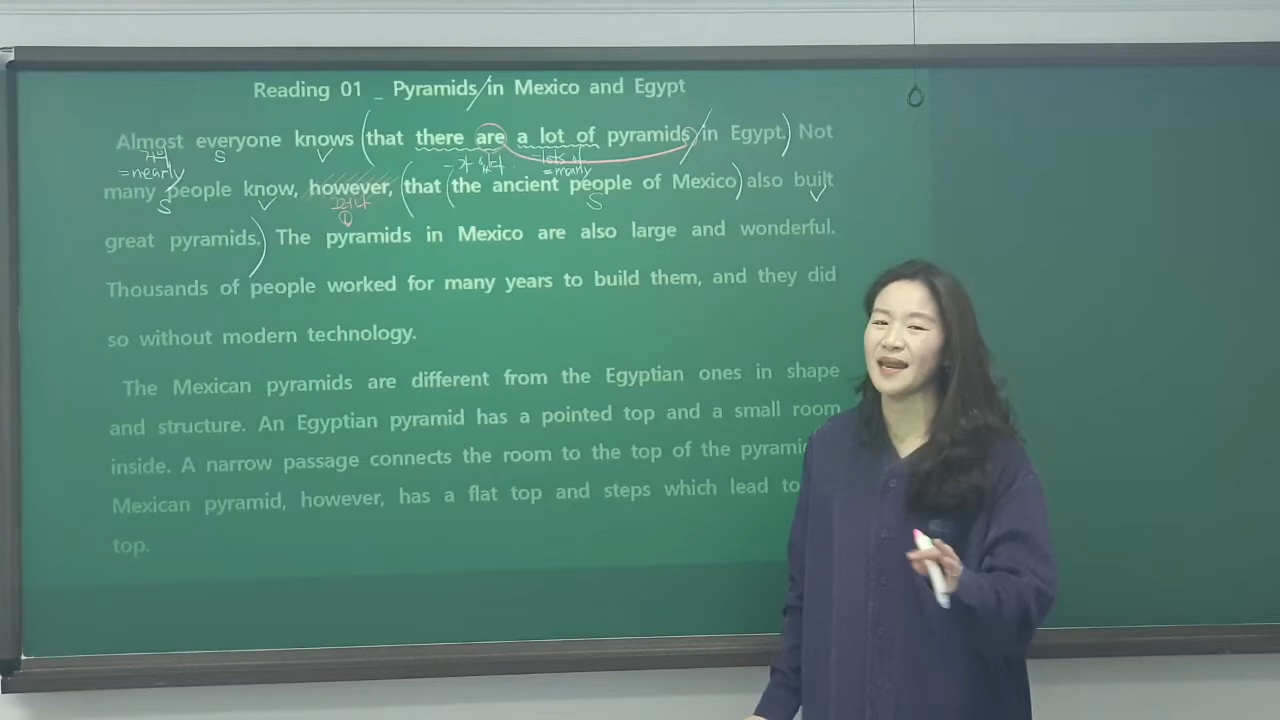 Reading 01 _ Pyramids in Mexico and Egypt
Almost everyone knows (that there are a lot of pyramids in Egypt.) Not
거의 S V lots of
=nearly =many
many people know, however, (that (the ancient people of Mexico) also built
S V 그러나 S V
①
great pyramids.) The pyramids in Mexico are also large and wonderful.
Thousands of people worked for many years to build them, and they did
so without modern technology.
The Mexican pyramids are different from the Egyptian ones in shape
and structure. An Egyptian pyramid has a pointed top and a small room
inside. A narrow passage connects the room to the top of the
Mexican pyramid, however, has a flat top and steps which lead to
top.